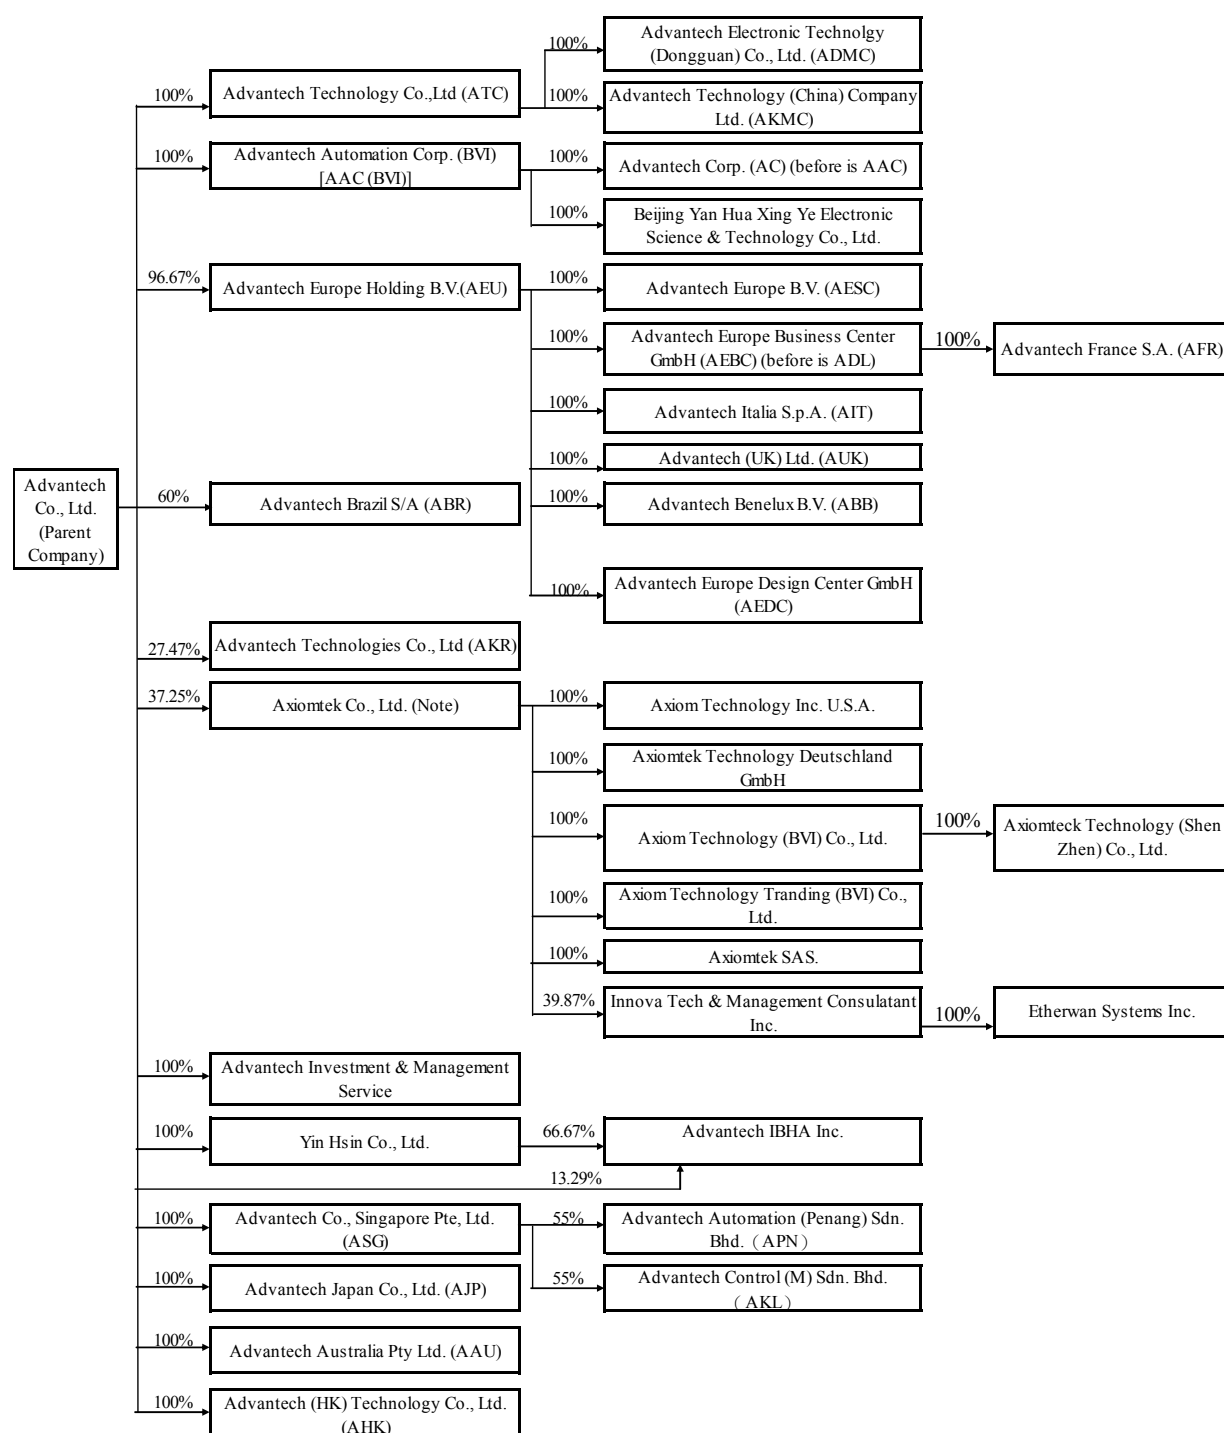 100%
Advantech Electronic Technolgy
(Dongguan) Co., Ltd. (ADMC)
100%
Advantech Technology Co.,Ltd (ATC)
100%
Advantech Technology (China) Company
Ltd. (AKMC)
100%
Advantech Automation Corp. (BVI)
[AAC (BVI)]
100%
Advantech Corp. (AC) (before is AAC)
100%
Beijing Yan Hua Xing Ye Electronic
Science & Technology Co., Ltd.
96.67%
Advantech Europe Holding B.V.(AEU)
100%
Advantech Europe B.V. (AESC)
100%
Advantech Europe Business Center
GmbH (AEBC) (before is ADL)
100%
Advantech France S.A. (AFR)
100%
Advantech Italia S.p.A. (AIT)
100%
Advantech (UK) Ltd. (AUK)
Advantech
Co., Ltd.
(Parent
Company)
60%
Advantech Brazil S/A (ABR)
100%
Advantech Benelux B.V. (ABB)
100%
Advantech Europe Design Center GmbH
(AEDC)
27.47%
Advantech Technologies Co., Ltd (AKR)
37.25%
Axiomtek Co., Ltd. (Note)
100%
Axiom Technology Inc. U.S.A.
100%
Axiomtek Technology Deutschland
GmbH
100%
Axiom Technology (BVI) Co., Ltd.
100%
Axiomteck Technology (Shen
Zhen) Co., Ltd.
100%
Axiom Technology Tranding (BVI) Co.,
Ltd.
100%
Axiomtek SAS.
39.87%
Innova Tech & Management Consulatant
Inc.
100%
Etherwan Systems Inc.
100%
Advantech Investment & Management
Service
100%
Yin Hsin Co., Ltd.
66.67%
Advantech IBHA Inc.
13.29%
100%
Advantech Co., Singapore Pte, Ltd.
(ASG)
55%
Advantech Automation (Penang) Sdn.
Bhd.（APN）
100%
Advantech Japan Co., Ltd. (AJP)
55%
Advantech Control (M) Sdn. Bhd.
（AKL）
100%
Advantech Australia Pty Ltd. (AAU)
100%
Advantech (HK) Technology Co., Ltd.
(AHK)